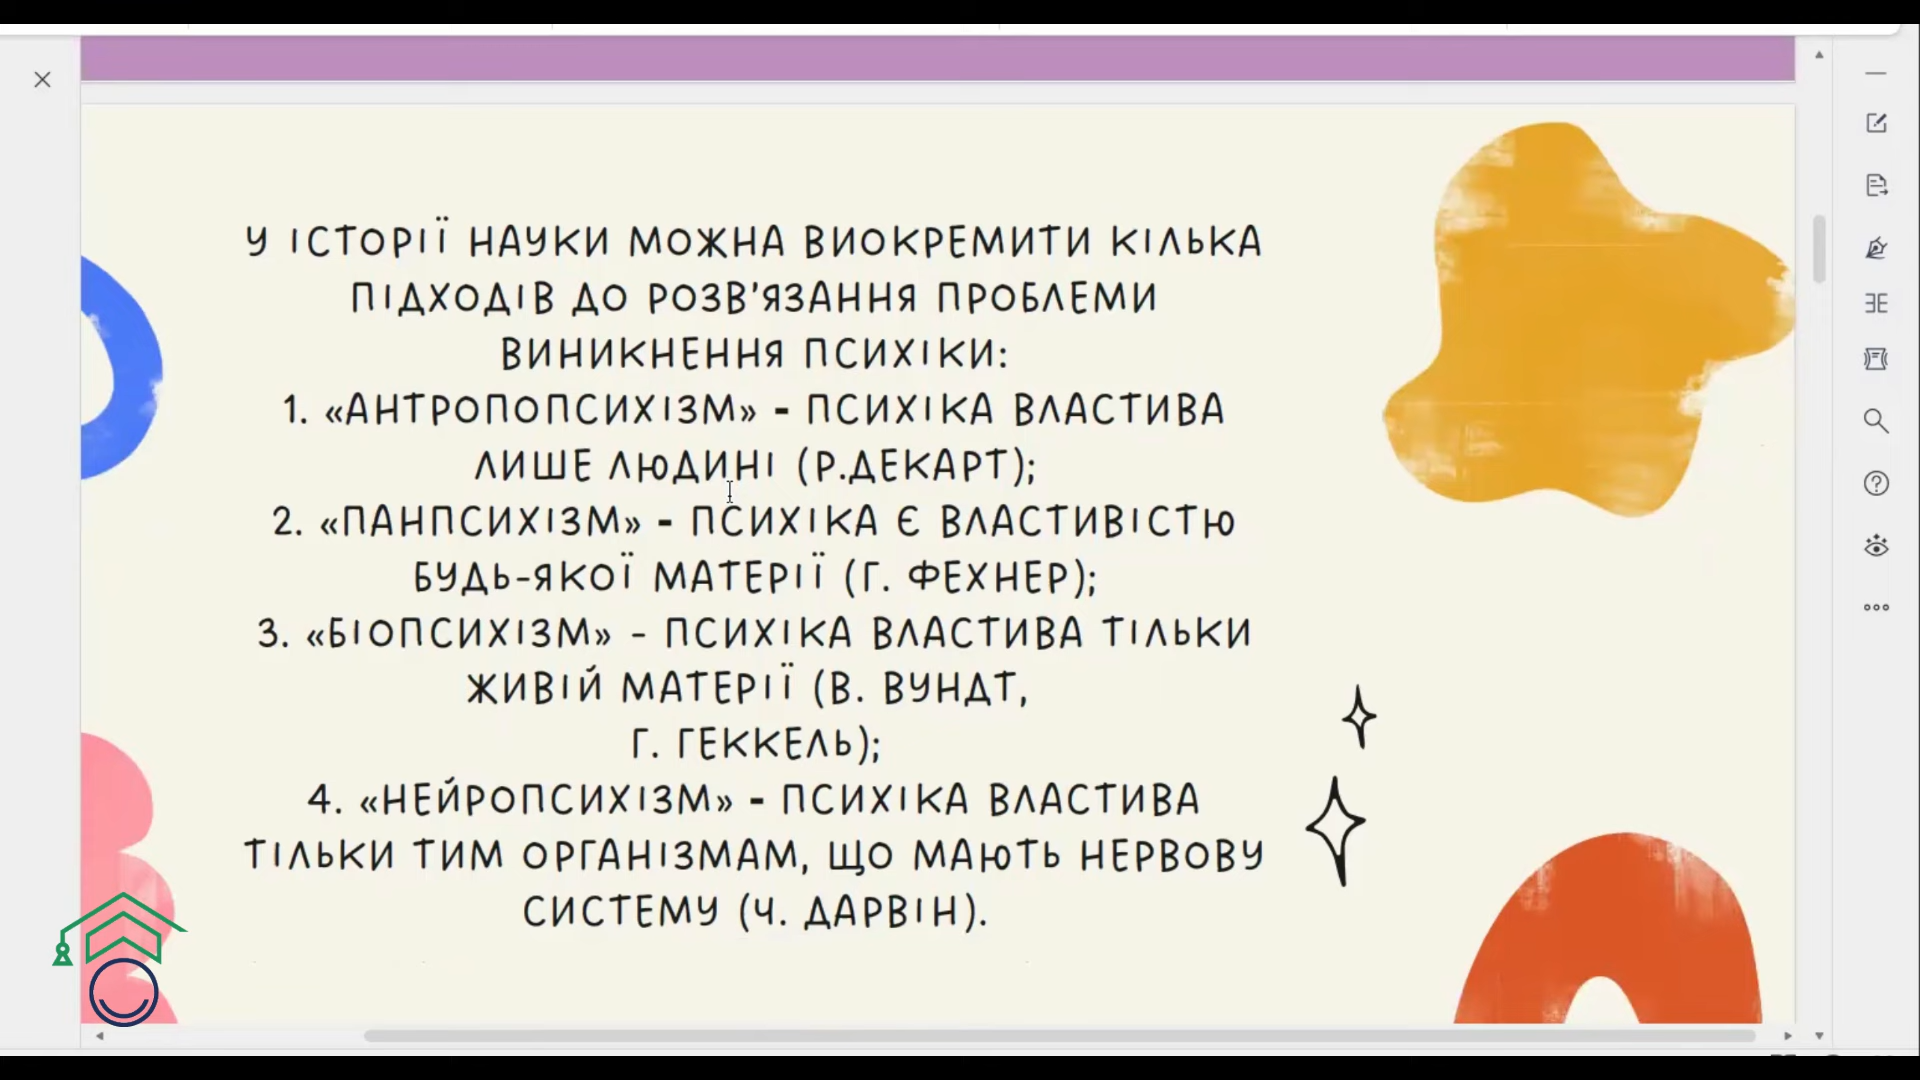 У ІСТОРІЇ НАУКИ МОЖНА ВИОКРЕМИТИ КІЛЬКА
ПІДХОДІВ ДО РОЗВ'ЯЗАННЯ ПРОБЛЕМИ
ВИНИКНЕННЯ ПСИХІКИ:
1. «АНТРОПОПСИХІЗМ» - ПСИХІКА ВЛАСТИВА
ЛИШЕ ЛЮДИНІ (Р.ДЕКАРТ);
2. «ПАНПСИХІЗМ» - ПСИХІКА Є ВЛАСТИВІСТЮ
БУДЬ-ЯКОЇ МАТЕРІЇ (Г. ФЕХНЕР);
3. «БІОПСИХІЗМ» - ПСИХІКА ВЛАСТИВА ТІЛЬКИ
ЖИВІЙ МАТЕРІЇ (В. ВУНДТ,
Г. ГЕККЕЛЬ);
4. «НЕЙРОПСИХІЗМ» - ПСИХІКА ВЛАСТИВА
ТІЛЬКИ ТИМ ОРГАНІЗМАМ, ЩО МАЮТЬ НЕРВОВУ
СИСТЕМУ (Ч. ДАРВІН).